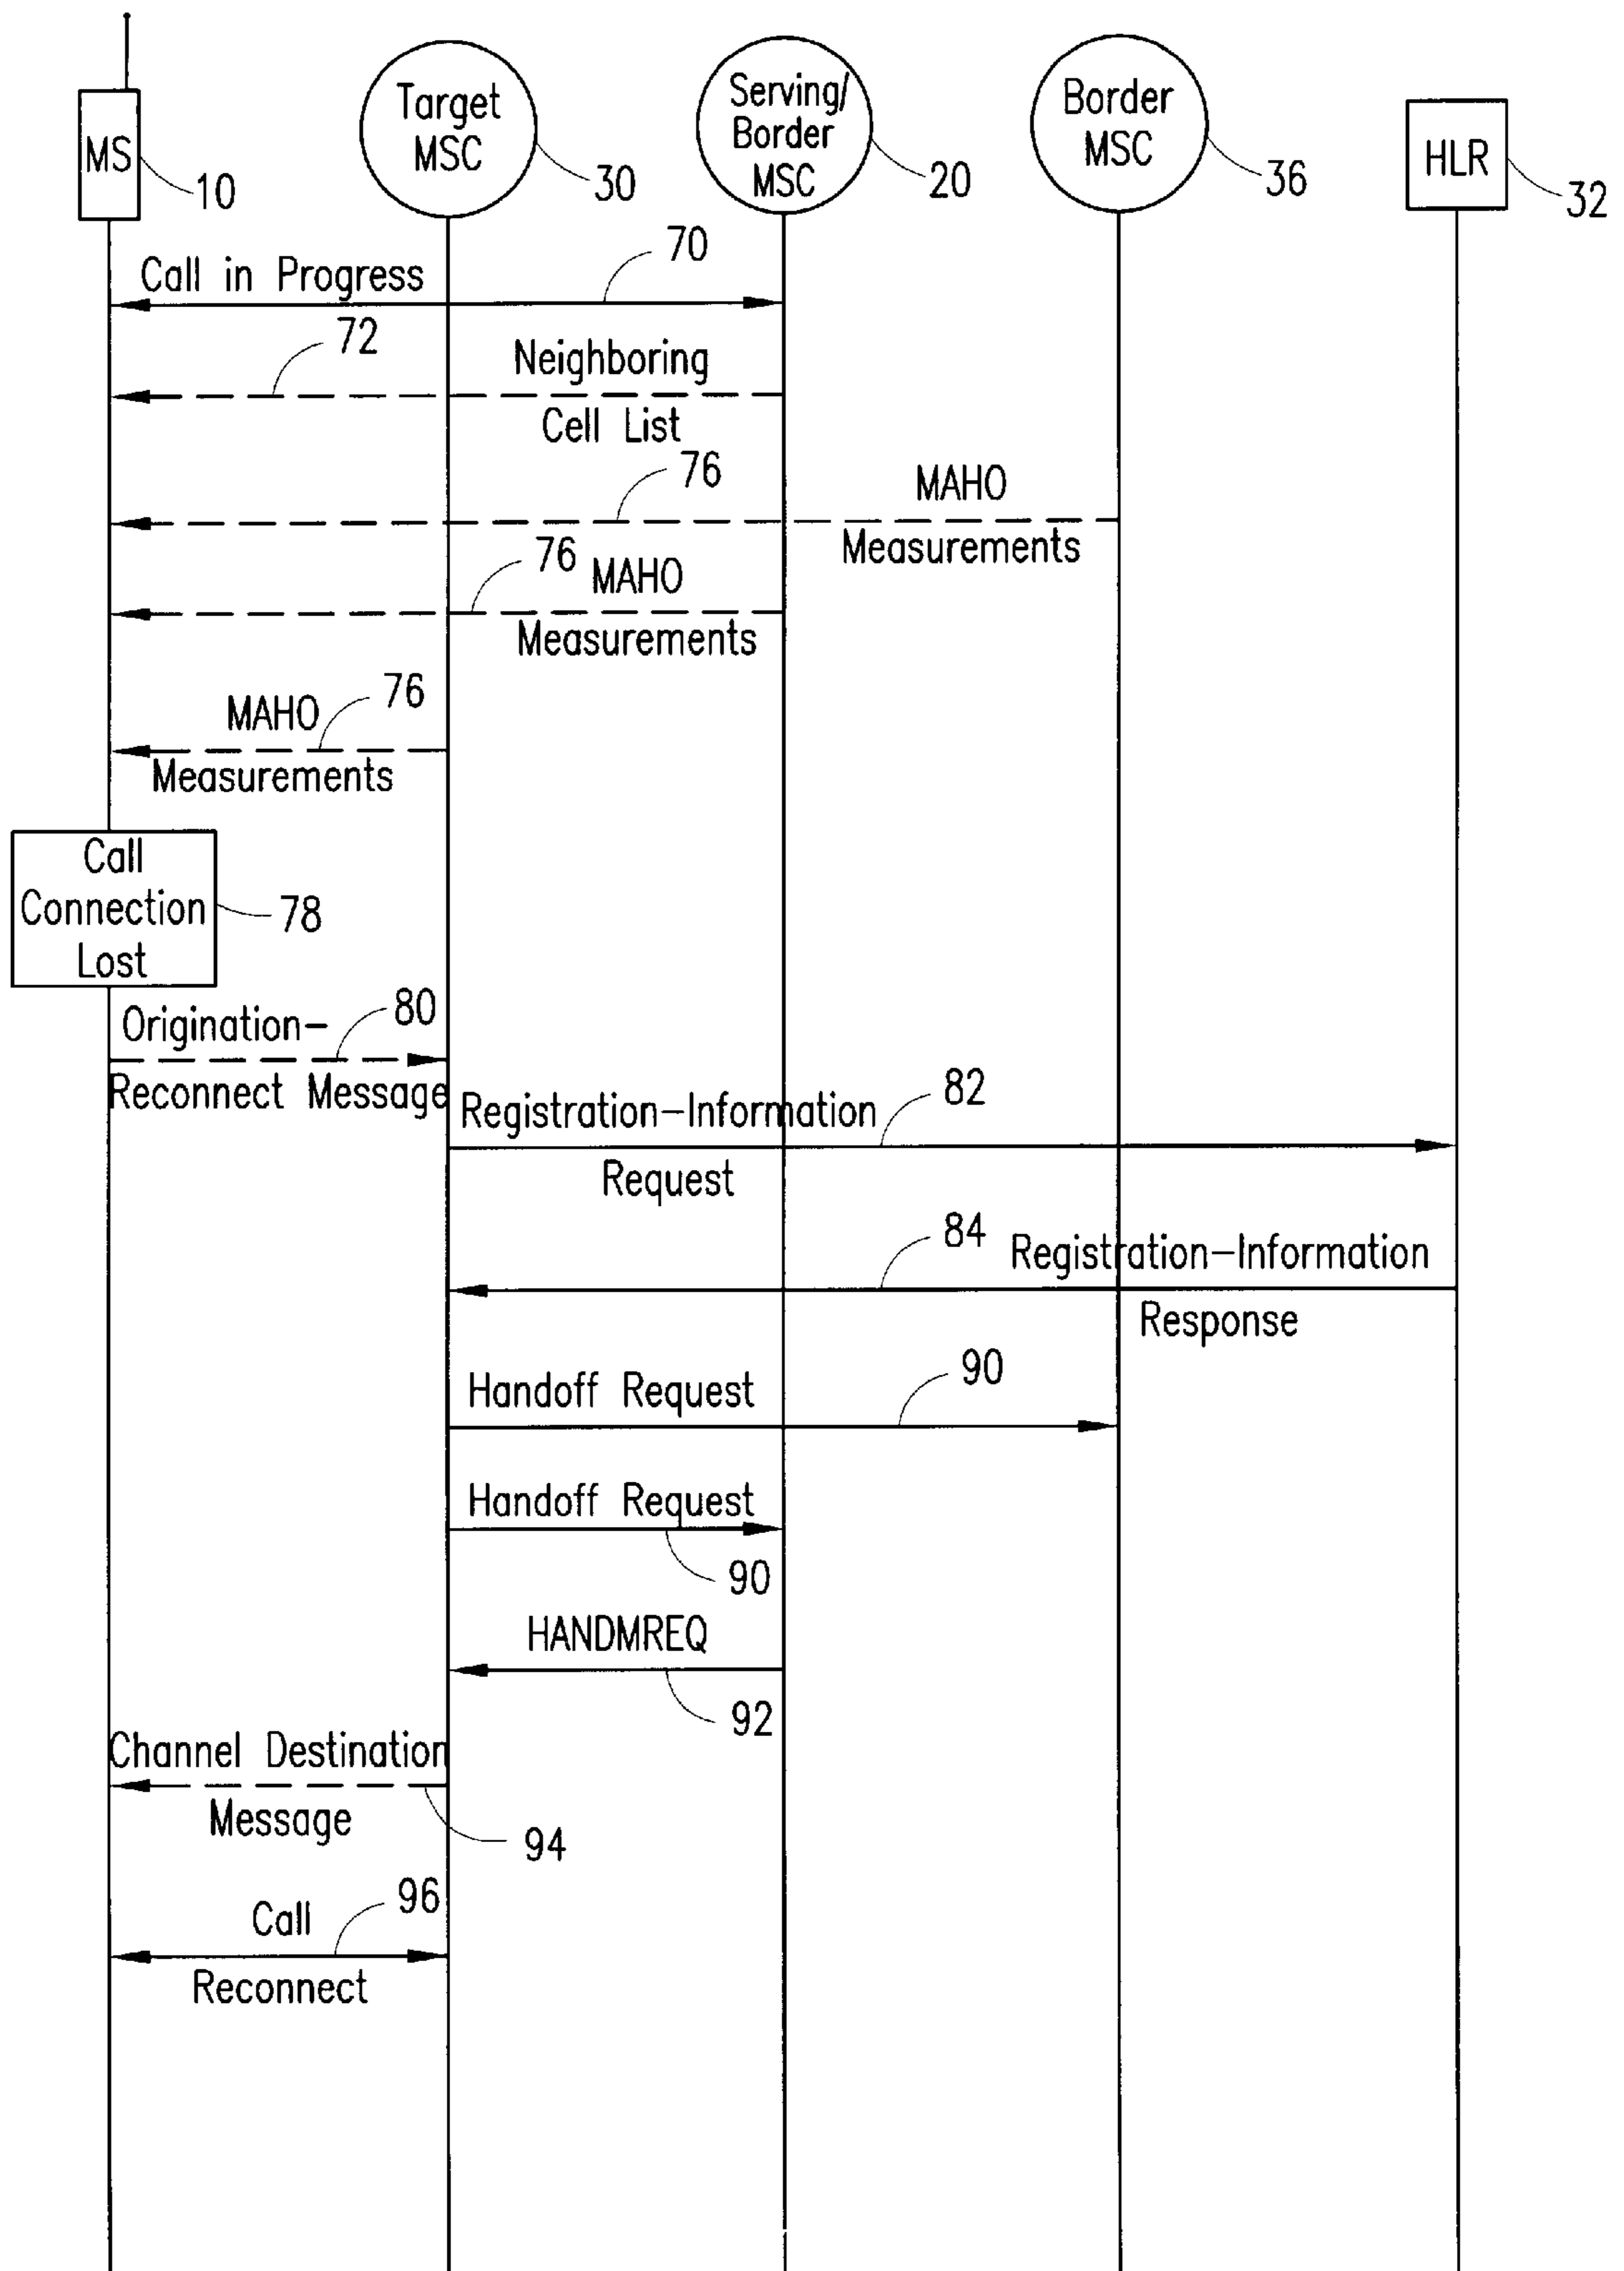 MS
10
Target
MSC
30
Serving/
Border
MSC
20
Border
MSC
36
HLR
32
70
Call in Progress
72
Neighboring
Cell List
76
MAHO
Measurements
76
MAHO
Measurements
76
MAHO
Measurements
Call
Connection
Lost
78
Origination-
80
Reconnect Message
Registration-Information
82
Request
84
Registration-Information
Response
Handoff Request
90
Handoff Request
90
HANDMREQ
92
Channel Destination
Message
94
Call
96
Reconnect